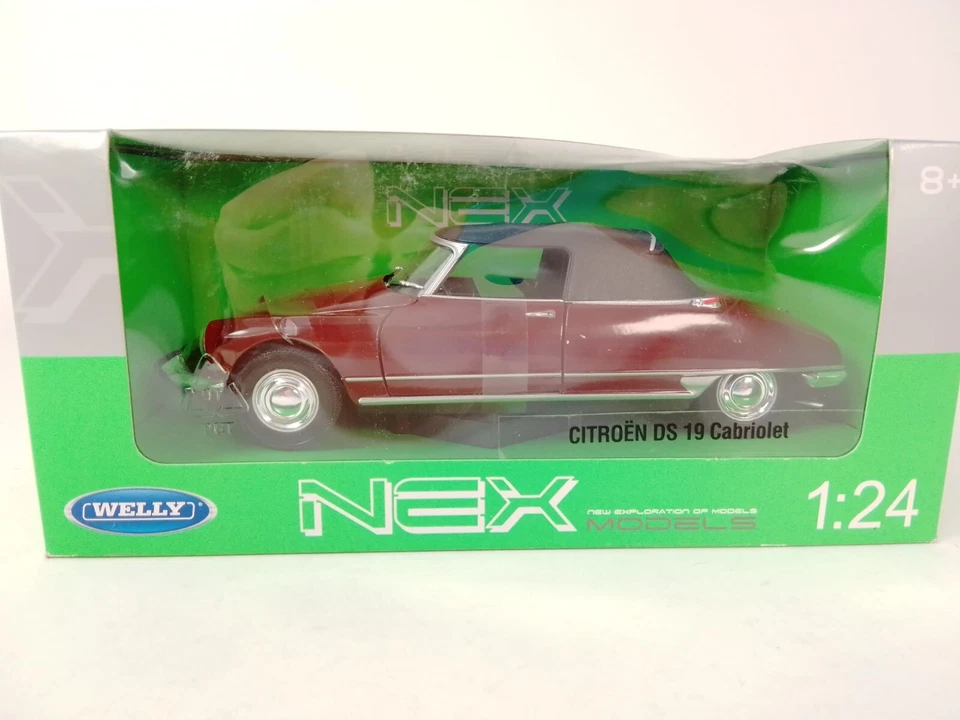 NEX
8+
CITROËN DS 19 Cabriolet
WELLY
NEX
NEW EXPLORATION OF MODELS
MODELS
1:24